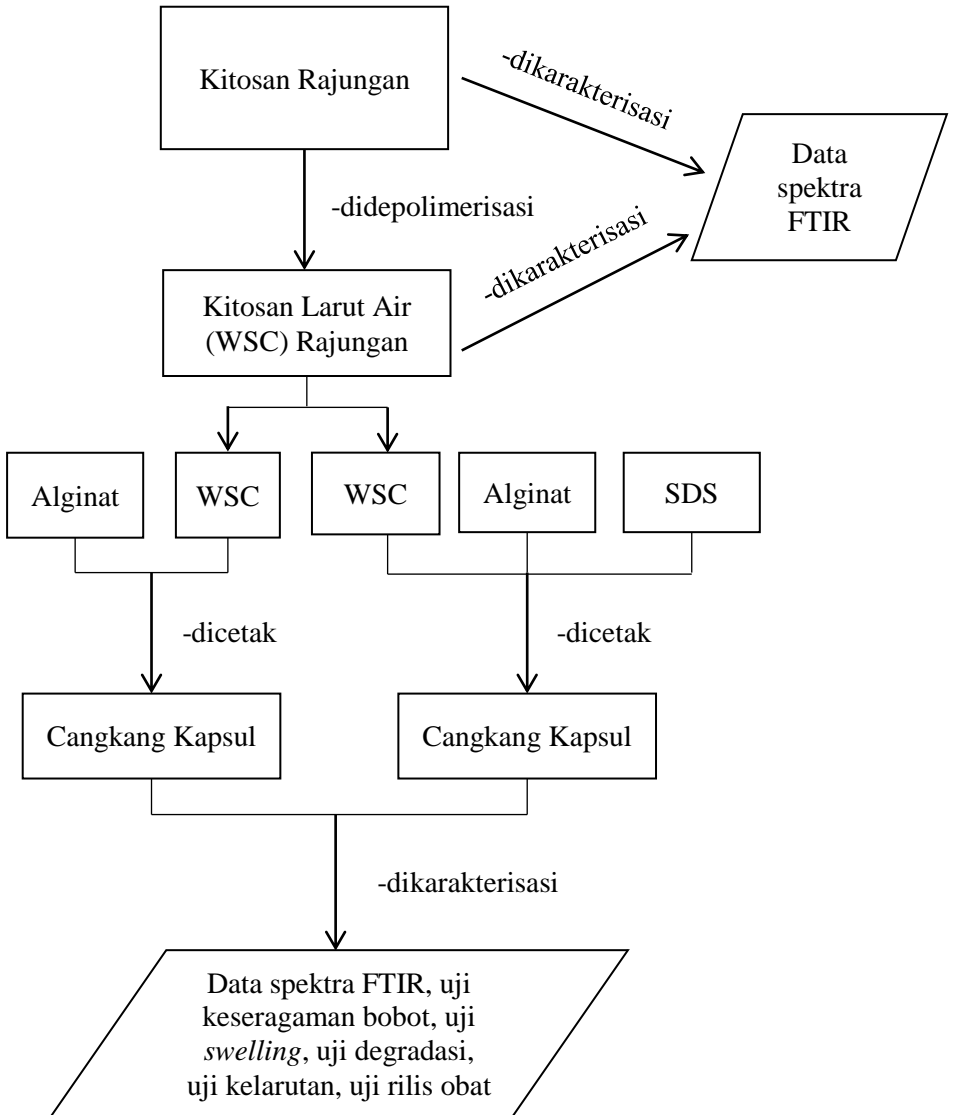 Kitosan Rajungan
-dikarakterisasi
Data
spektra
FTIR
-didepolimerisasi
-dikarakterisasi
Kitosan Larut Air
(WSC) Rajungan
Alginat
WSC
WSC
Alginat
SDS
-dicetak
-dicetak
Cangkang Kapsul
Cangkang Kapsul
-dikarakterisasi
Data spektra FTIR, uji
keseragaman bobot, uji
swelling, uji degradasi,
uji kelarutan, uji rilis obat